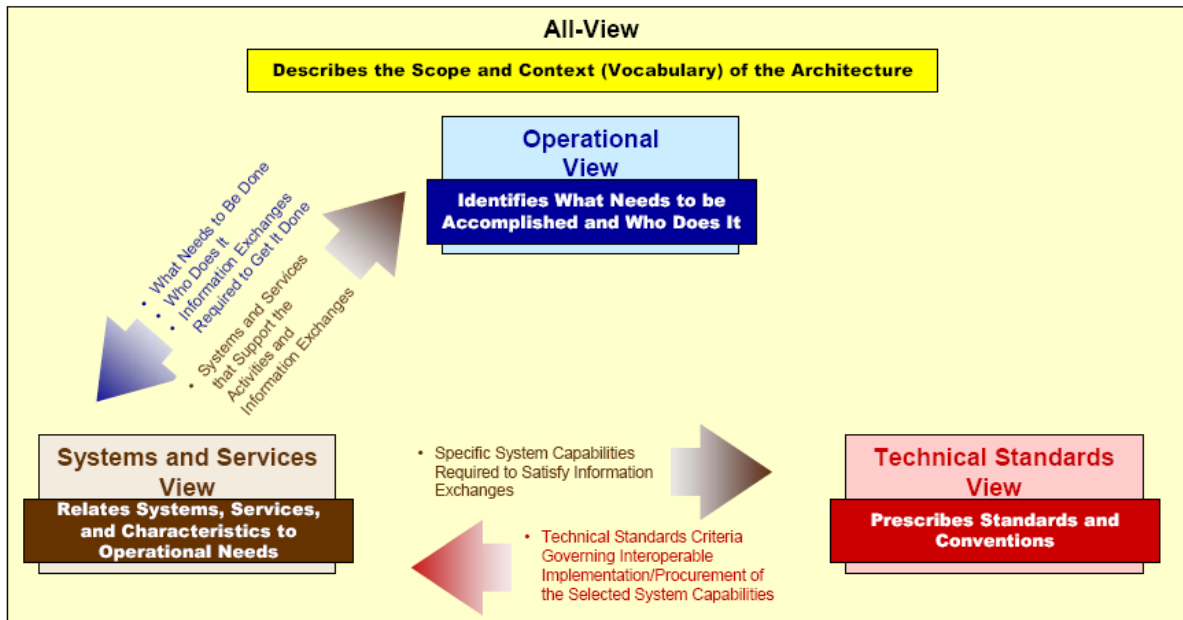 All-View
Describes the Scope and Context (Vocabulary) of the Architecture
Operational
View
Identifies What Needs to be
Accomplished and Who Does It
• What Needs to Be Done
• Who Does It
• Information Exchanges
Required to Get It Done
• Systems and Services
that Support the
Activities and
Information Exchanges
Systems and Services
View
Relates Systems, Services,
and Characteristics to
Operational Needs
• Specific System Capabilities
Required to Satisfy Information
Exchanges
• Technical Standards Criteria
Governing Interoperable
Implementation/Procurement of
the Selected System Capabilities
Technical Standards
View
Prescribes Standards and
Conventions